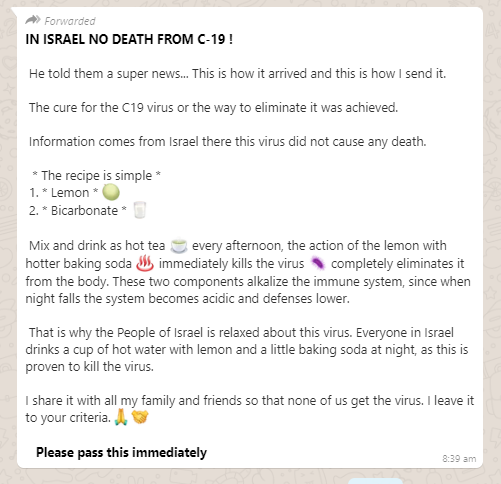 Forwarded
IN ISRAEL NO DEATH FROM C-19 !
He told them a super news... This is how it arrived and this is how I send it.
The cure for the C19 virus or the way to eliminate it was achieved.
Information comes from Israel there this virus did not cause any death.
* The recipe is simple *
1. * Lemon * 🍈
2. * Bicarbonate * 🥛
Mix and drink as hot tea 🍵 every afternoon, the action of the lemon with
hotter baking soda ♨️ immediately kills the virus 🍆 completely eliminates it
from the body. These two components alkalize the immune system, since when
night falls the system becomes acidic and defenses lower.
That is why the People of Israel is relaxed about this virus. Everyone in Israel
drinks a cup of hot water with lemon and a little baking soda at night, as this is
proven to kill the virus.
I share it with all my family and friends so that none of us get the virus. I leave it
to your criteria. 🙏 🤝
Please pass this immediately
8:39 am